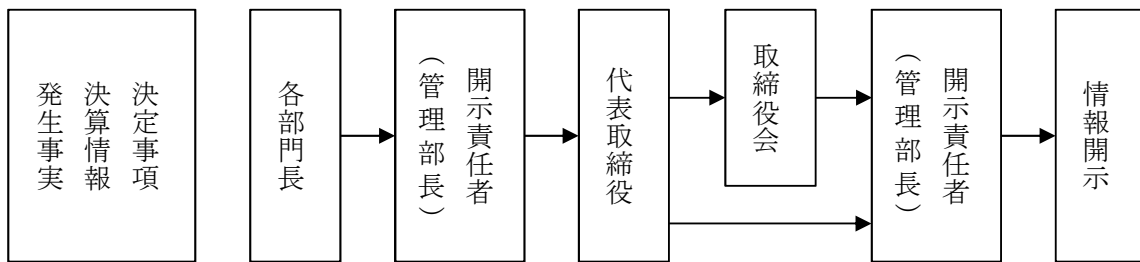 決定事項
決算情報
発生事実
各部門長
開示責任者
（管理部長）
代表取締役
取締役会
開示責任者
（管理部長）
情報開示